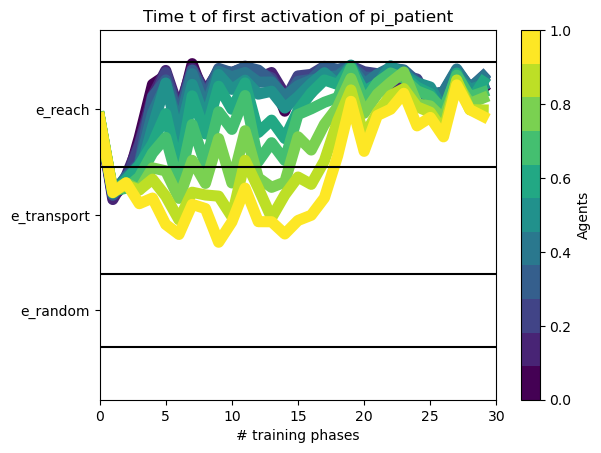 Time t of first activation of pi_patient
e_reach
e_transport
e_random
0
5
10
15
20
25
30
# training phases
1.0
0.8
0.6
0.4
0.2
0.0
Agents